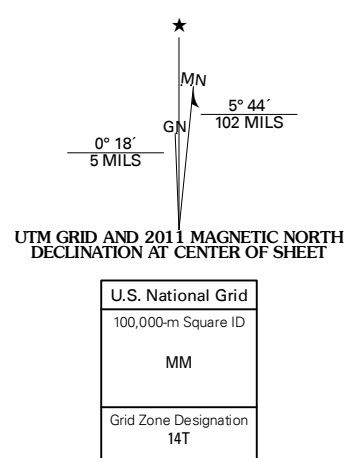 ★
MN
GN
5° 44´
102 MILS
0° 18´
5 MILS
UTM GRID AND 2011 MAGNETIC NORTH
DECLINATION AT CENTER OF SHEET
U.S. National Grid
100,000-m Square ID
MM
Grid Zone Designation
14T